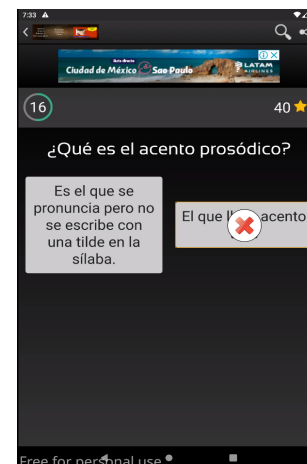 7:33
Ruta directa
Ciudad de México Sao Paulo
LATAM
AIRLINES
16
40
¿Qué es el acento prosódico?
Es el que se
pronuncia pero no
se escribe con
una tilde en la
sílaba.
El que acento
Free for personal use